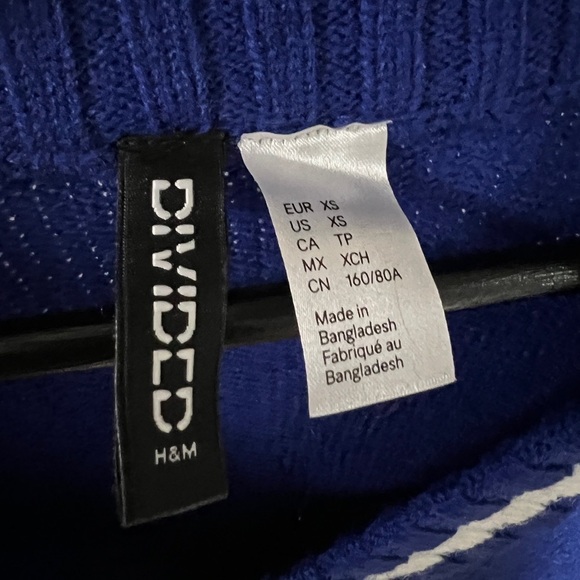 DIVIDED
H&M
EUR XS
US XS
CA TP
MX XCH
CN 160/80A
Made in
Bangladesh
Fabriqué au
Bangladesh